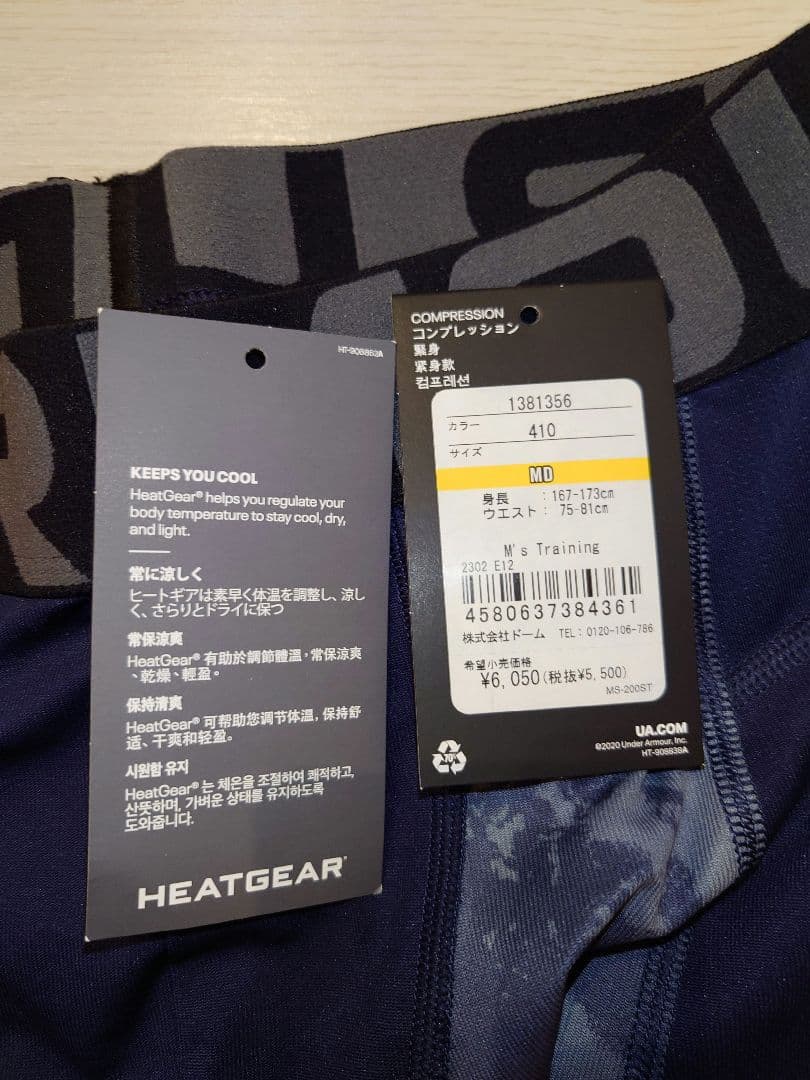 HT-908862A
KEEPS YOU COOL
HeatGear® helps you regulate your
body temperature to stay cool, dry,
and light.
常に涼しく
ヒートギアは素早く体温を調整し、涼し
く、さらりとドライに保つ
常保涼爽
HeatGear® 有助於調節體溫，常保涼爽
、乾燥、輕盈。
保持清爽
HeatGear® 可帮助您调节体温，保持舒
适、干爽和轻盈。
시원함 유지
HeatGear® 는 체온을 조절하여 쾌적하고,
산뜻하며, 가벼운 상태를 유지하도록
도와줍니다.
HEATGEAR®
COMPRESSION
コンプレッション
緊身
紧身款
컴프레션
1381356
カラー
410
サイズ
MD
身長 : 167-173cm
ウエスト : 75-81cm
M's Training
2302 E12
4580637384361
株式会社ドーム TEL: 0120-106-786
希望小売価格
¥6,050(税抜¥5,500)
MS-200ST
UA.COM
©2020 Under Armour, Inc.
HT-908839A